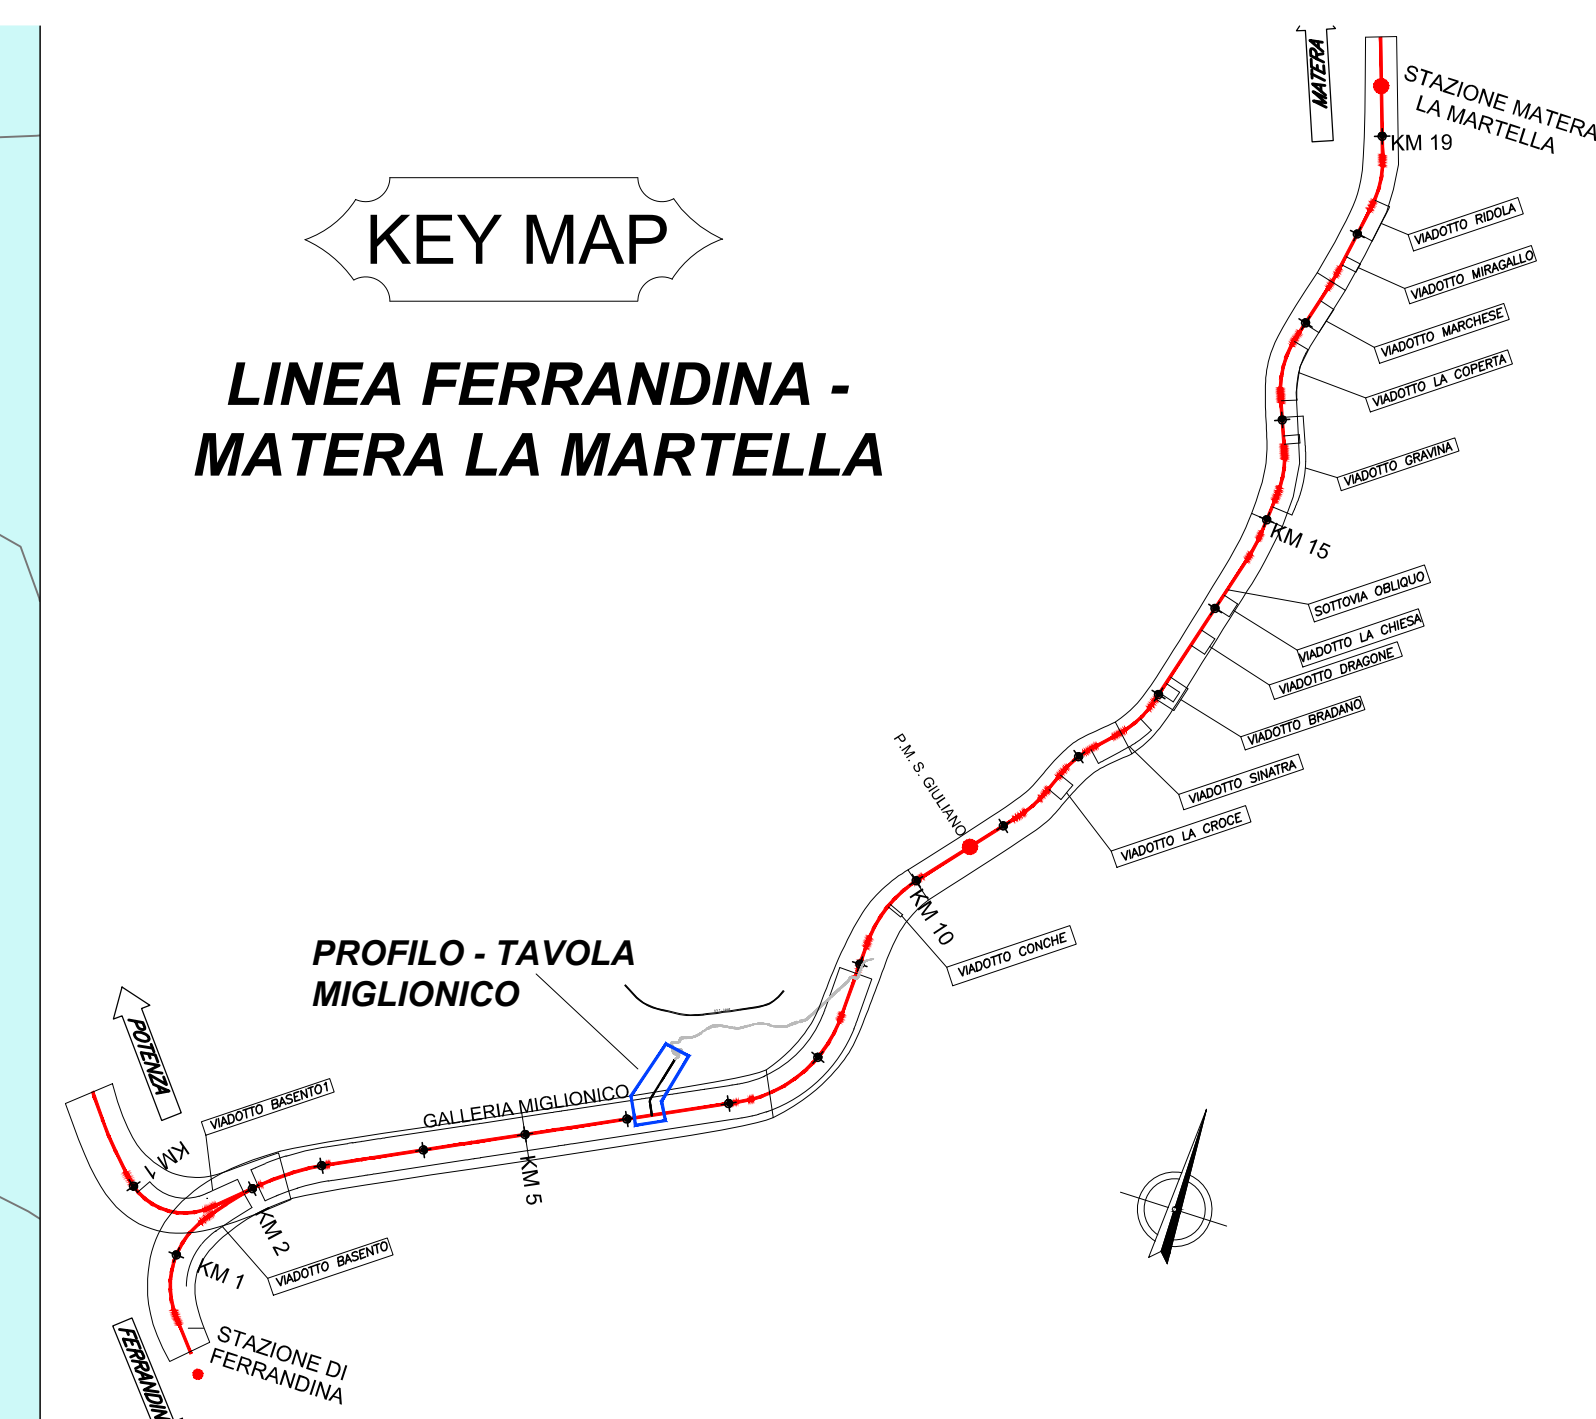 MATERA
STAZIONE MATERA
LA MARTELLA
KM 19
KEY MAP
VIADOTTO RIDOLA
VIADOTTO MIRAGALLO
VIADOTTO MARCHESE
LINEA FERRANDINA -
MATERA LA MARTELLA
VIADOTTO LA COPERTA
VIADOTTO GRAVINA
KM 15
SOTTOVIA OBLIQUO
VIADOTTO LA CHIESA
VIADOTTO DRAGONE
VIADOTTO BRADANO
P.M. S. GIULIANO
VIADOTTO SINATRA
VIADOTTO LA CROCE
KM 10
VIADOTTO CONCHE
PROFILO - TAVOLA
MIGLIONICO
POTENZA
VIADOTTO BASENTO1
GALLERIA MIGLIONICO
KM 1
KM 5
KM 2
VIADOTTO BASENTO
KM 1
STAZIONE DI
FERRANDINA
FERRANDIN